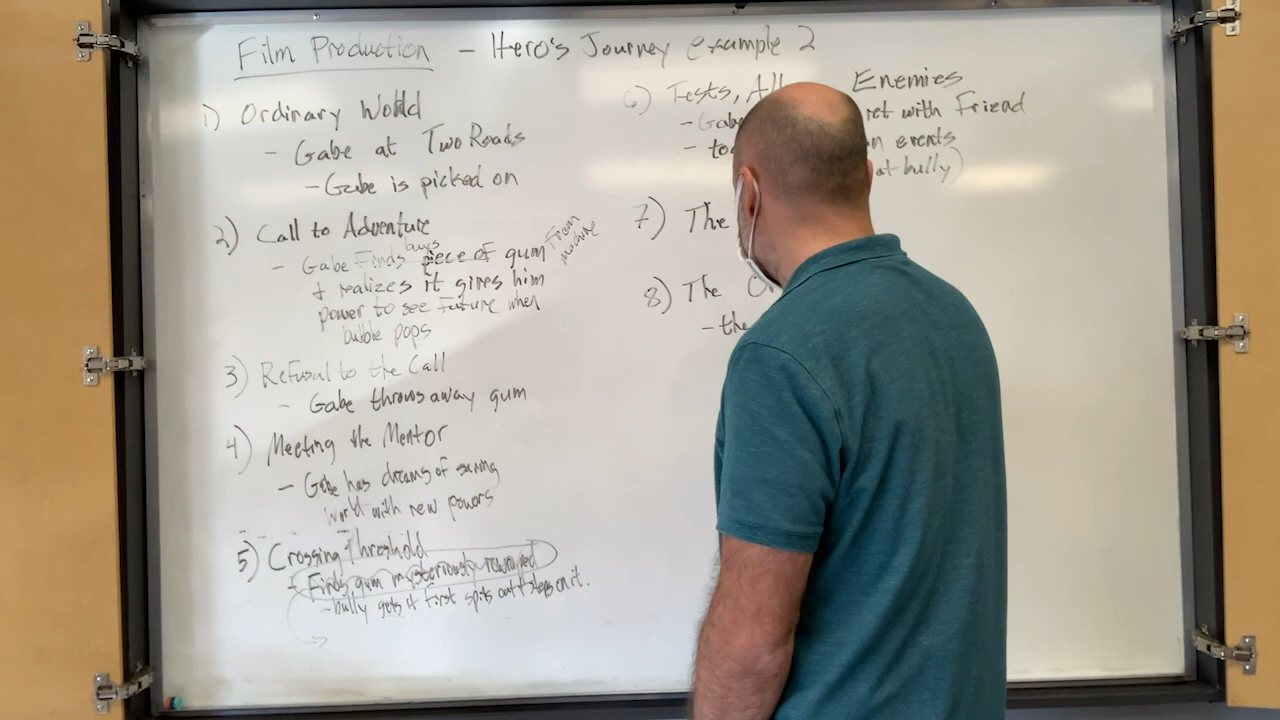 Film Production - Hero's Journey example 2
1) Ordinary World
- Gabe at Two Roads
- Gabe is picked on
2) Call to Adventure
- Gabe Finds buys piece of gum From machine
+ realizes it gives him
power to see Future when
bubble pops
3) Refusal to the Call
- Gabe throws away gum
4) Meeting the Mentor
- Gabe has dreams of saving
world with new powers
5) Crossing Threshold
- Finds gum mysteriously
- bully gets it first spits out + steps on it.
6) Tests, Enemies
- Gabe with Friend
- events
at bully)
7) The
8) The
- the